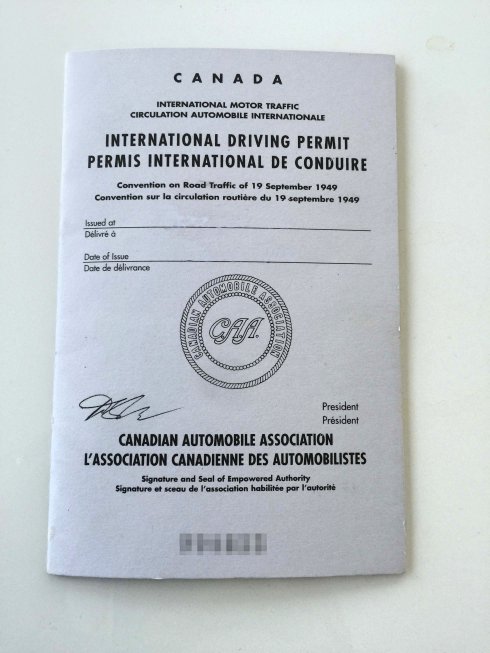 CANADA
INTERNATIONAL MOTOR TRAFFIC
CIRCULATION AUTOMOBILE INTERNATIONALE
INTERNATIONAL DRIVING PERMIT
PERMIS INTERNATIONAL DE CONDUIRE
Convention on Road Traffic of 19 September 1949
Convention sur la circulation routière du 19 septembre 1949
Issued at
Délivré à
Date of Issue
Date de délivrance
CANADIAN AUTOMOBILE ASSOCIATION
CAA.
President
Président
CANADIAN AUTOMOBILE ASSOCIATION
L'ASSOCIATION CANADIENNE DES AUTOMOBILISTES
Signature and Seal of Empowered Authority
Signature et sceau de l'association habilitée par l'autorité